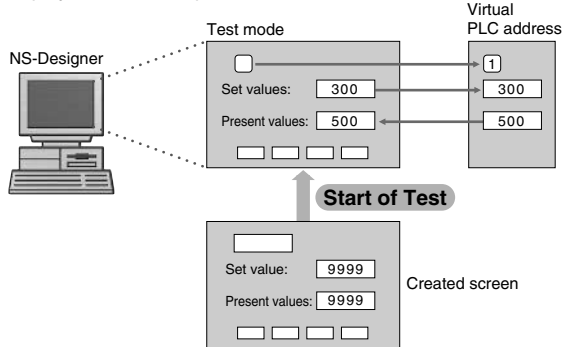 Virtual
PLC address
Test mode
NS-Designer
1
Set values: 300 300
Present values: 500 500
Start of Test
Set value: 9999
Present values: 9999
Created screen